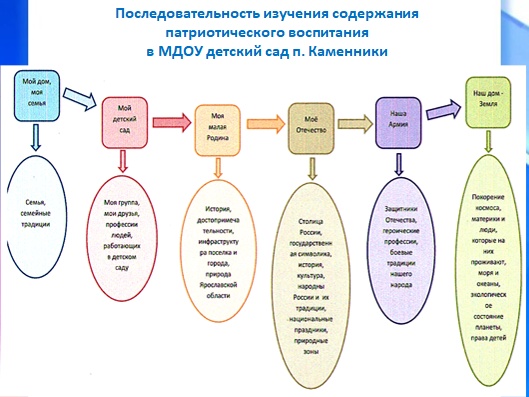 Последовательность изучения содержания
патриотического воспитания
в МДОУ детский сад п. Каменники
Мой дом,
моя
семья
Мой
детский
сад
Моя
малая
Родина
Моё
Отечество
Наша
Армия
Наш дом -
Земля
Семья,
семейные
традиции
Моя группа,
мои друзья,
профессии
людей,
работающих
в детском
саду
История,
достопримеча
тельности,
инфраструкту
ра поселка и
города,
природа
Ярославской
области
Столица
России,
государственн
ая символика,
история,
культура,
народны
России и их
традиции,
национальные
праздники,
природные
зоны
Защитники
Отечества,
героические
профессии,
боевые
традиции
нашего
народа
Покорение
космоса,
материки и
люди,
которые на
них
проживают,
моря и
океаны,
экологическ
ое
состояние
планеты,
права детей